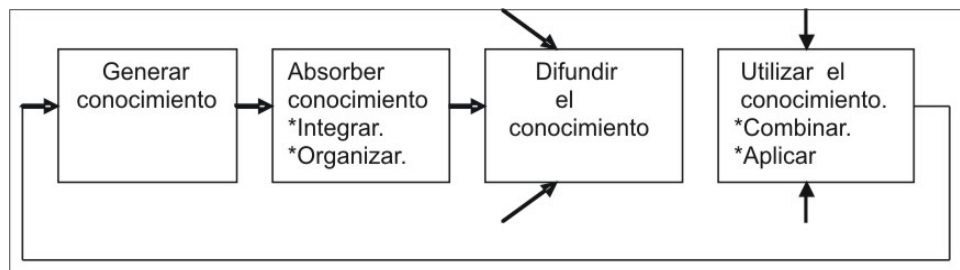 Generar
conocimiento
Absorber
conocimiento
*Integrar.
*Organizar.
Difundir
el
conocimiento
Utilizar el
conocimiento.
*Combinar.
*Aplicar